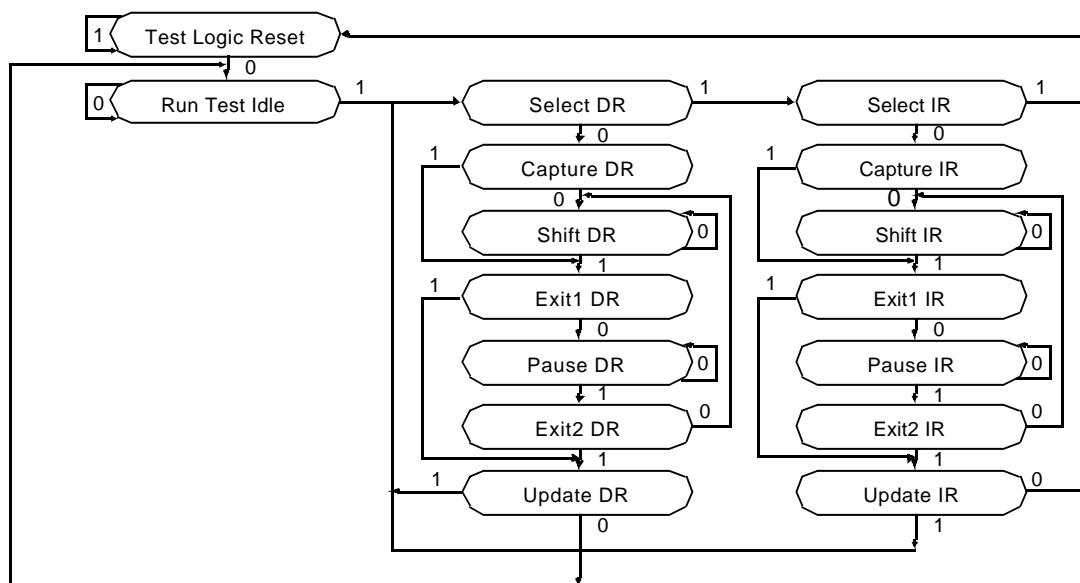 1
Test Logic Reset
0
0
Run Test Idle
1
Select DR
1
Select IR
1
0
0
1
Capture DR
1
Capture IR
0
0
Shift DR
0
Shift IR
0
1
1
1
Exit1 DR
1
Exit1 IR
0
0
Pause DR
0
Pause IR
0
1
1
Exit2 DR
0
Exit2 IR
0
1
1
1
Update DR
Update IR
0
0
1